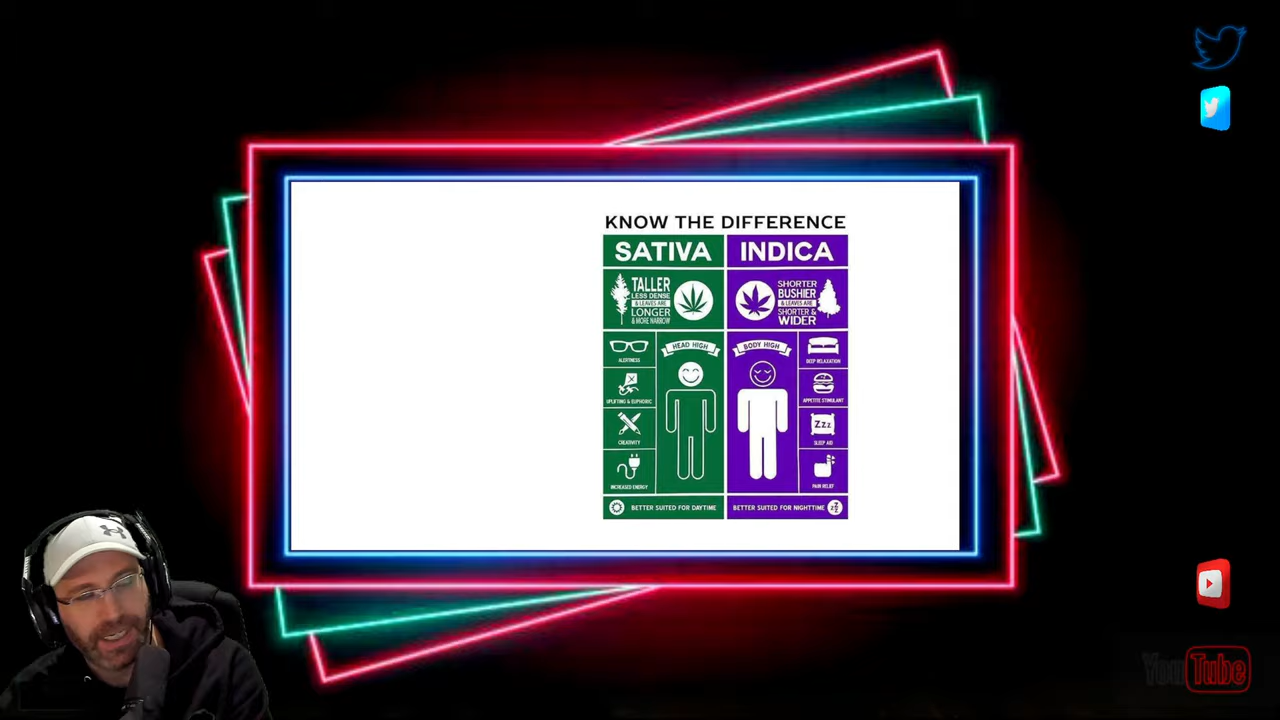 KNOW THE DIFFERENCE
SATIVA
INDICA
TALLER
LESS DENSE
& LEAVES ARE
LONGER
& MORE NARROW
SHORTER
BUSHIER
& LEAVES ARE
SHORTER &
WIDER
ALERTNESS
UPLIFTING & EUPHORIC
CREATIVITY
INCREASED ENERGY
HEAD HIGH
BODY HIGH
DEEP RELAXATION
APPETITE STIMULANT
ZZZ
SLEEP AID
PAIN RELIEF
BETTER SUITED FOR DAYTIME
BETTER SUITED FOR NIGHTTIME
YouTube